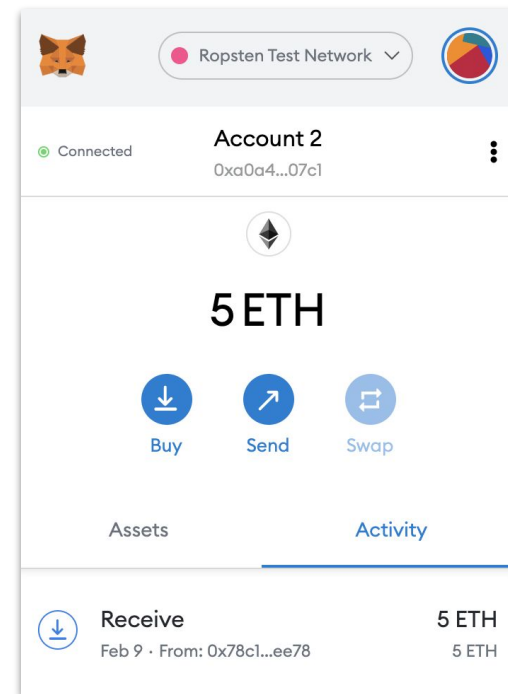 Ropsten Test Network
Connected
Account 2
0xa0a4...07c1
5 ETH
Buy
Send
Swap
Assets
Activity
Receive
5 ETH
Feb 9 · From: 0x78c1...ee78
5 ETH